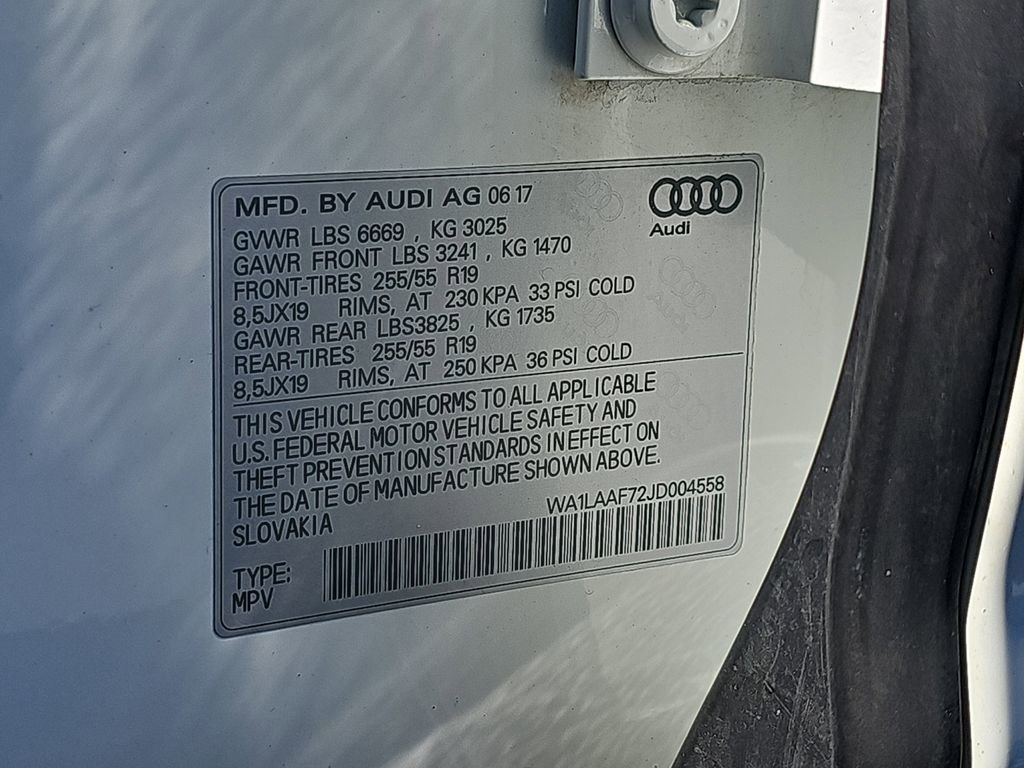 MFD. BY AUDI AG 06 17
Audi
GVWR LBS 6669 , KG 3025
GAWR FRONT LBS 3241 , KG 1470
FRONT-TIRES 255/55 R19
8,5JX19 RIMS, AT 230 KPA 33 PSI COLD
GAWR REAR LBS3825 , KG 1735
REAR-TIRES 255/55 R19
8,5JX19 RIMS, AT 250 KPA 36 PSI COLD
THIS VEHICLE CONFORMS TO ALL APPLICABLE
U.S. FEDERAL MOTOR VEHICLE SAFETY AND
THEFT PREVENTION STANDARDS IN EFFECT ON
THE DATE OF MANUFACTURE SHOWN ABOVE.
SLOVAKIA
WA1LAAF72JD004558
TYPE:
MPV